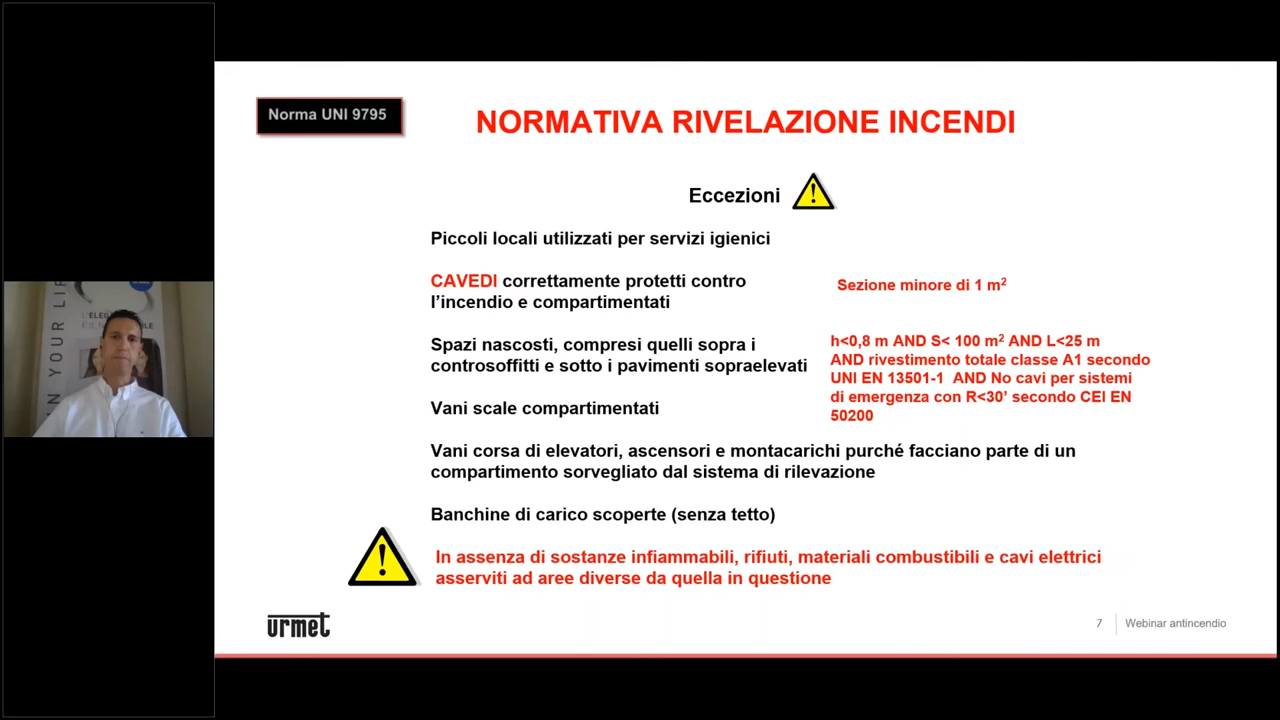 Norma UNI 9795
NORMATIVA RIVELAZIONE INCENDI
Eccezioni
Piccoli locali utilizzati per servizi igienici
CAVEDI correttamente protetti contro
l'incendio e compartimentati
Sezione minore di 1 m²
Spazi nascosti, compresi quelli sopra i
controsoffitti e sotto i pavimenti sopraelevati
h<0,8 m AND S< 100 m² AND L<25 m
AND rivestimento totale classe A1 secondo
UNI EN 13501-1 AND No cavi per sistemi
di emergenza con R<30' secondo CEI EN
50200
Vani scale compartimentati
Vani corsa di elevatori, ascensori e montacarichi purché facciano parte di un
compartimento sorvegliato dal sistema di rilevazione
Banchine di carico scoperte (senza tetto)
In assenza di sostanze infiammabili, rifiuti, materiali combustibili e cavi elettrici
asserviti ad aree diverse da quella in questione
urmet
7
Webinar antincendio